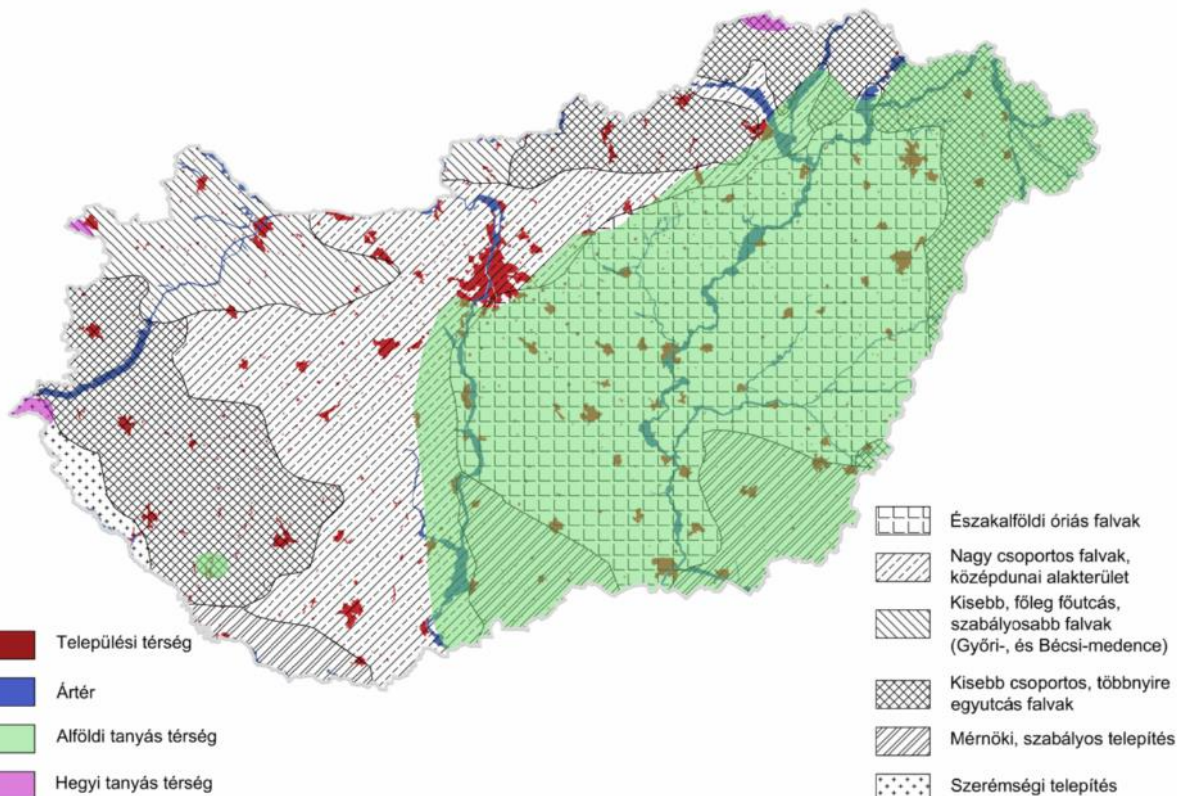 Települési térség
Ártér
Alföldi tanyás térség
Hegyi tanyás térség
Északalföldi óriás falvak
Nagy csoportos falvak,
középdunai alakterület
Kisebb, főleg főutcás,
szabályosabb falvak
(Győri-, és Bécsi-medence)
Kisebb csoportos, többnyire
egyutcás falvak
Mérnöki, szabályos telepítés
Szerémségi telepítés